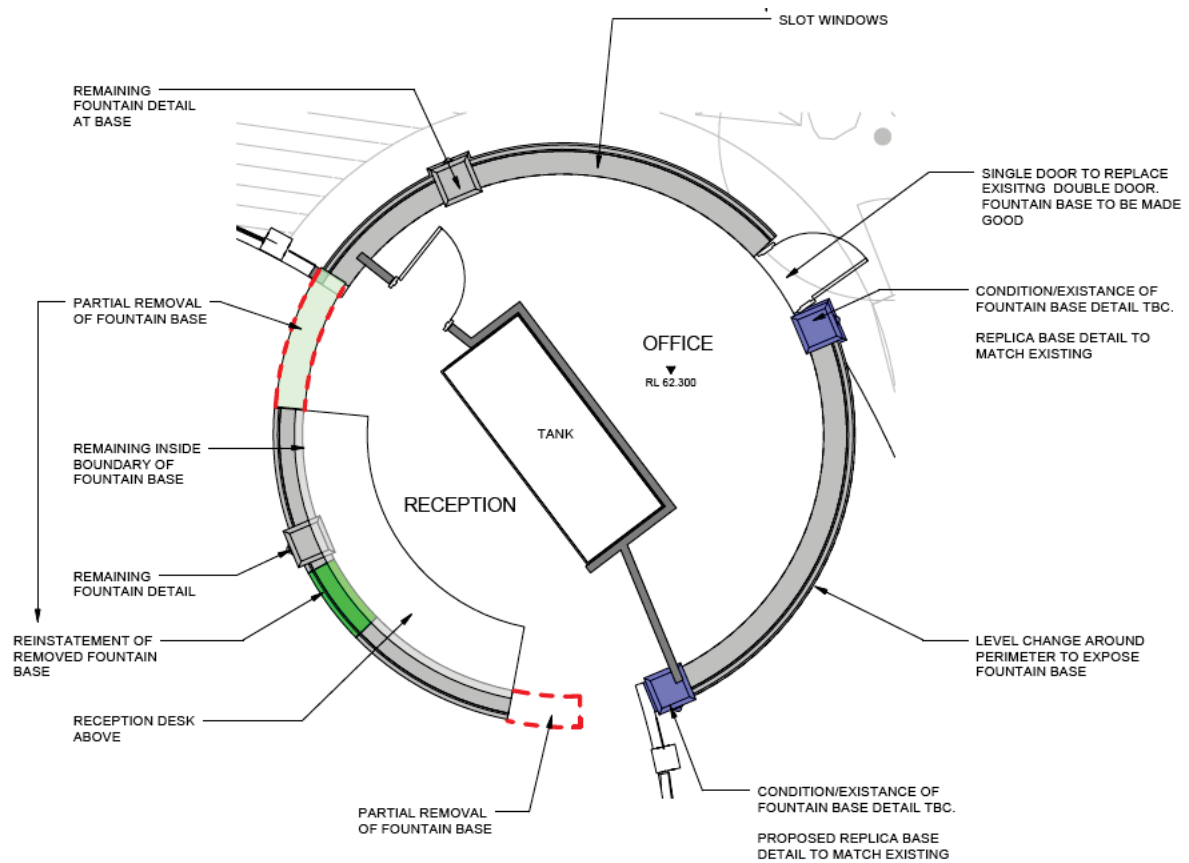 SLOT WINDOWS
REMAINING
FOUNTAIN DETAIL
AT BASE
SINGLE DOOR TO REPLACE
EXISITNG DOUBLE DOOR.
FOUNTAIN BASE TO BE MADE
GOOD
PARTIAL REMOVAL
OF FOUNTAIN BASE
CONDITION/EXISTANCE OF
FOUNTAIN BASE DETAIL TBC.
REPLICA BASE DETAIL TO
MATCH EXISTING
OFFICE
RL 62.300
TANK
REMAINING INSIDE
BOUNDARY OF
FOUNTAIN BASE
RECEPTION
REMAINING
FOUNTAIN DETAIL
REINSTATEMENT OF
REMOVED FOUNTAIN
BASE
LEVEL CHANGE AROUND
PERIMETER TO EXPOSE
FOUNTAIN BASE
RECEPTION DESK
ABOVE
PARTIAL REMOVAL
OF FOUNTAIN BASE
CONDITION/EXISTANCE OF
FOUNTAIN BASE DETAIL TBC.
PROPOSED REPLICA BASE
DETAIL TO MATCH EXISTING